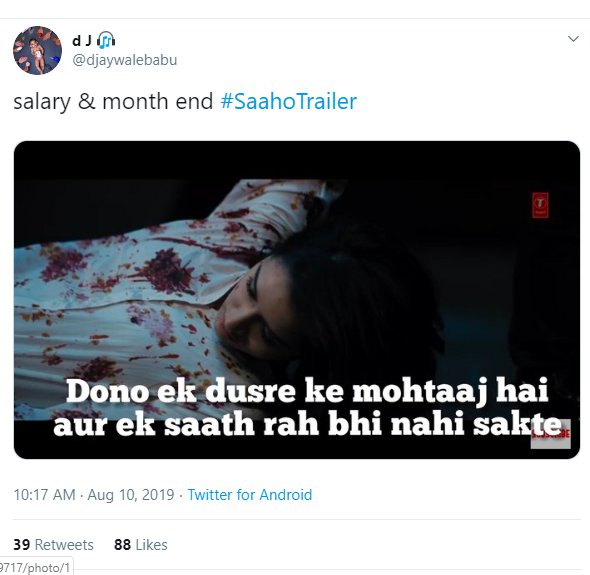 d J
@djaywalebabu
salary & month end #SaahoTrailer
Dono ek dusre ke mohtaaj hai
aur ek saath rah bhi nahi sakte
10:17 AM · Aug 10, 2019 · Twitter for Android
39 Retweets 88 Likes
9717/photo/1